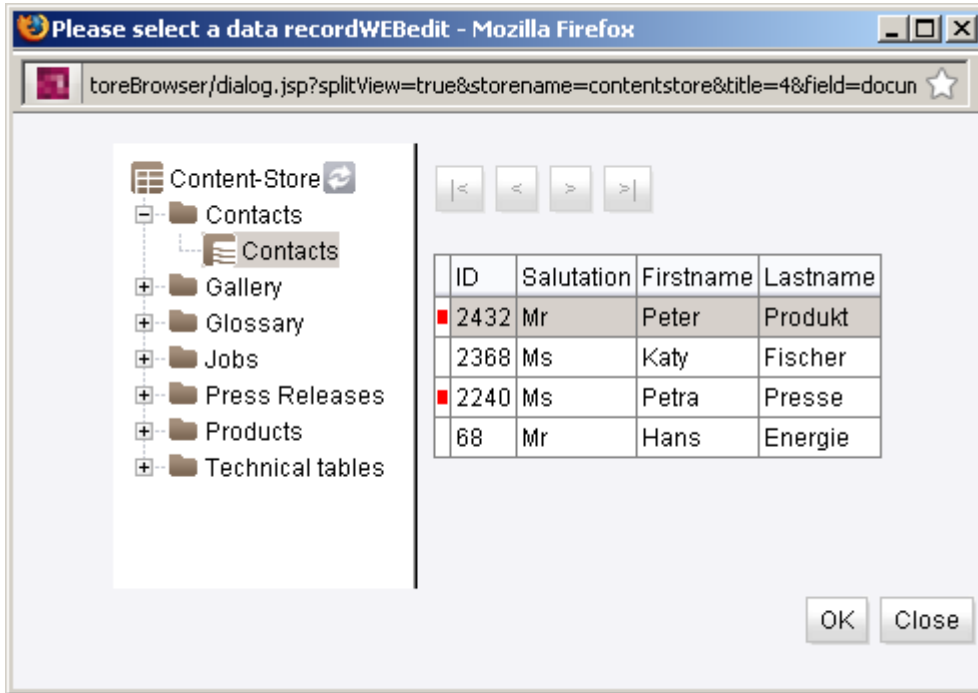 Please select a data recordWEBedit - Mozilla Firefox
toreBrowser/dialog.jsp?splitView=true&storename=contentstore&title=4&field=docun
Content-Store
Contacts
Contacts
Gallery
Glossary
Jobs
Press Releases
Products
Technical tables
|< < > >|
ID Salutation Firstname Lastname
2432 Mr Peter Produkt
2368 Ms Katy Fischer
2240 Ms Petra Presse
68 Mr Hans Energie
OK Close